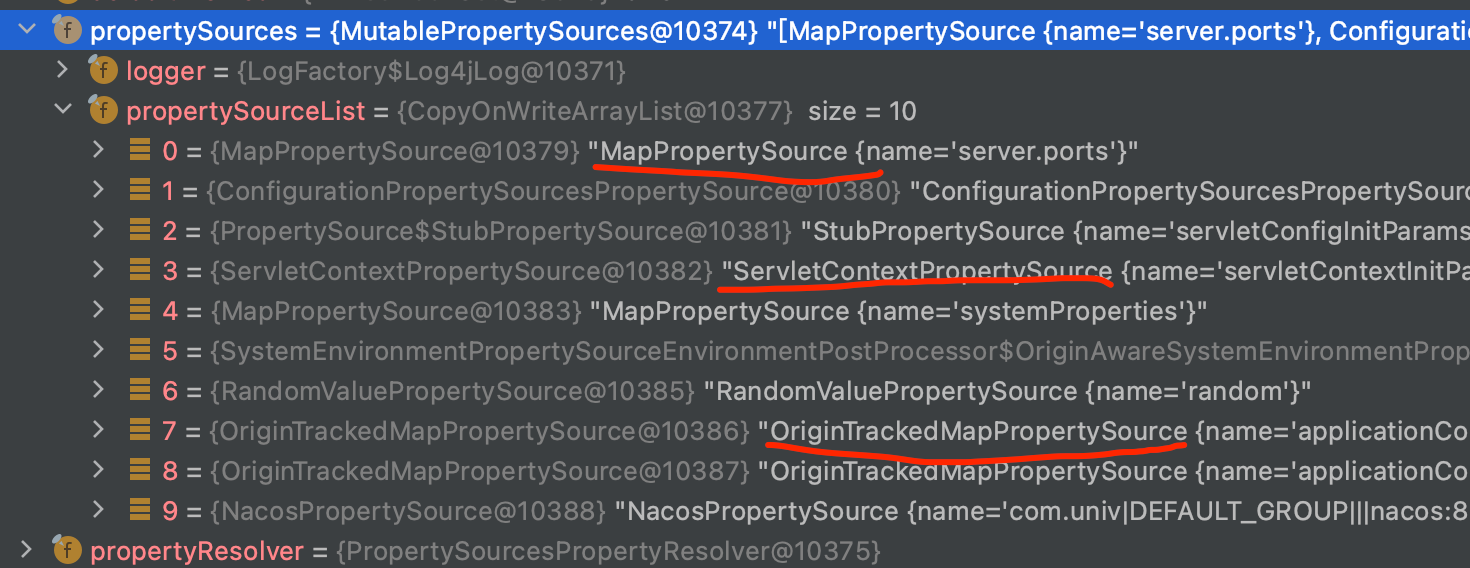 propertySources = {MutablePropertySources@10374} "[MapPropertySource {name='server.ports'}, Configuratio
logger = {LogFactory$Log4jLog@10371}
propertySourceList = {CopyOnWriteArrayList@10377} size = 10
0 = {MapPropertySource@10379} "MapPropertySource {name='server.ports'}"
1 = {ConfigurationPropertySourcesPropertySource@10380} "ConfigurationPropertySourcesPropertySourc
2 = {PropertySource$StubPropertySource@10381} "StubPropertySource {name='servletConfigInitParams
3 = {ServletContextPropertySource@10382} "ServletContextPropertySource {name='servletContextInitPa
4 = {MapPropertySource@10383} "MapPropertySource {name='systemProperties'}"
5 = {SystemEnvironmentPropertySourceEnvironmentPostProcessor$OriginAwareSystemEnvironmentProp
6 = {RandomValuePropertySource@10385} "RandomValuePropertySource {name='random'}"
7 = {OriginTrackedMapPropertySource@10386} "OriginTrackedMapPropertySource {name='applicationCo
8 = {OriginTrackedMapPropertySource@10387} "OriginTrackedMapPropertySource {name='applicationCo
9 = {NacosPropertySource@10388} "NacosPropertySource {name='com.univ|DEFAULT_GROUP|||nacos:8
propertyResolver = {PropertySourcesPropertyResolver@10375}